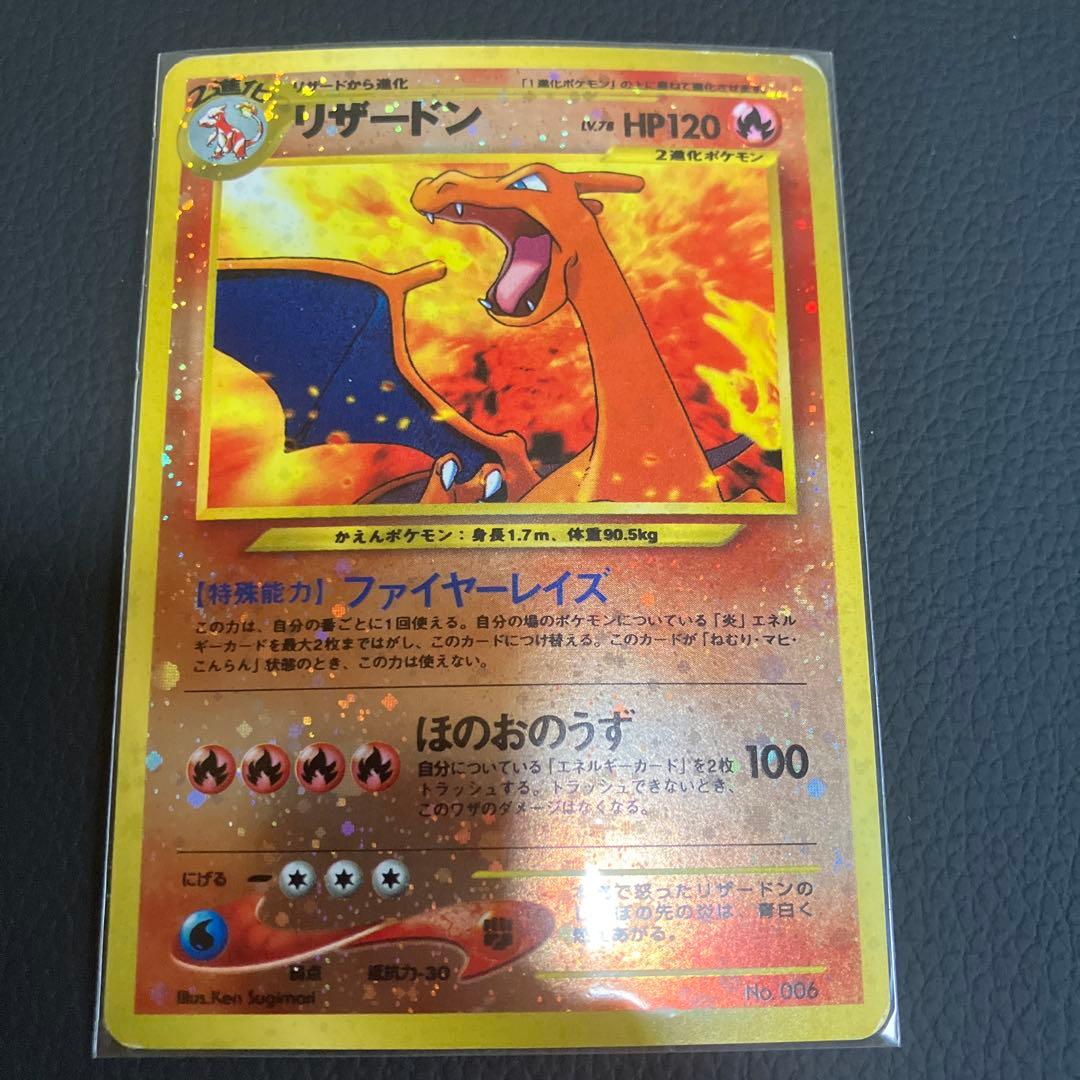 2進化
リザードから進化
「1進化ポケモン」の上に重ねて進化させます。
リザードン
LV.78 HP120
2進化ポケモン
かえんポケモン:身長1.7m、体重90.5kg
【特殊能力】ファイヤーレイズ
この力は、自分の番ごとに1回使える。自分の場のポケモンについている「炎」エネル
ギーカードを最大2枚まではがし、このカードにつけ替える。このカードが「ねむり・マヒ・
こんらん」状態のとき、この力は使えない。
ほのおのうず
100
自分についている「エネルギーカード」を2枚
トラッシュする。トラッシュできないとき、
このワザのダメージはなくなる。
にげる
弱点
抵抗力-30
で怒ったリザードンの
の先の炎は、青白く
あがる。
Illus. Ken Sugimori
No. 006